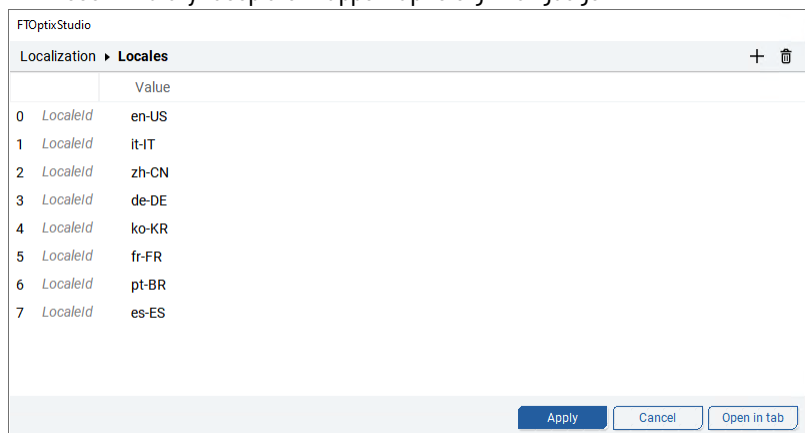 FTOptixStudio
Localization ▸ Locales
Value
0 LocaleId en-US
1 LocaleId it-IT
2 LocaleId zh-CN
3 LocaleId de-DE
4 LocaleId ko-KR
5 LocaleId fr-FR
6 LocaleId pt-BR
7 LocaleId es-ES
Apply Cancel Open in tab